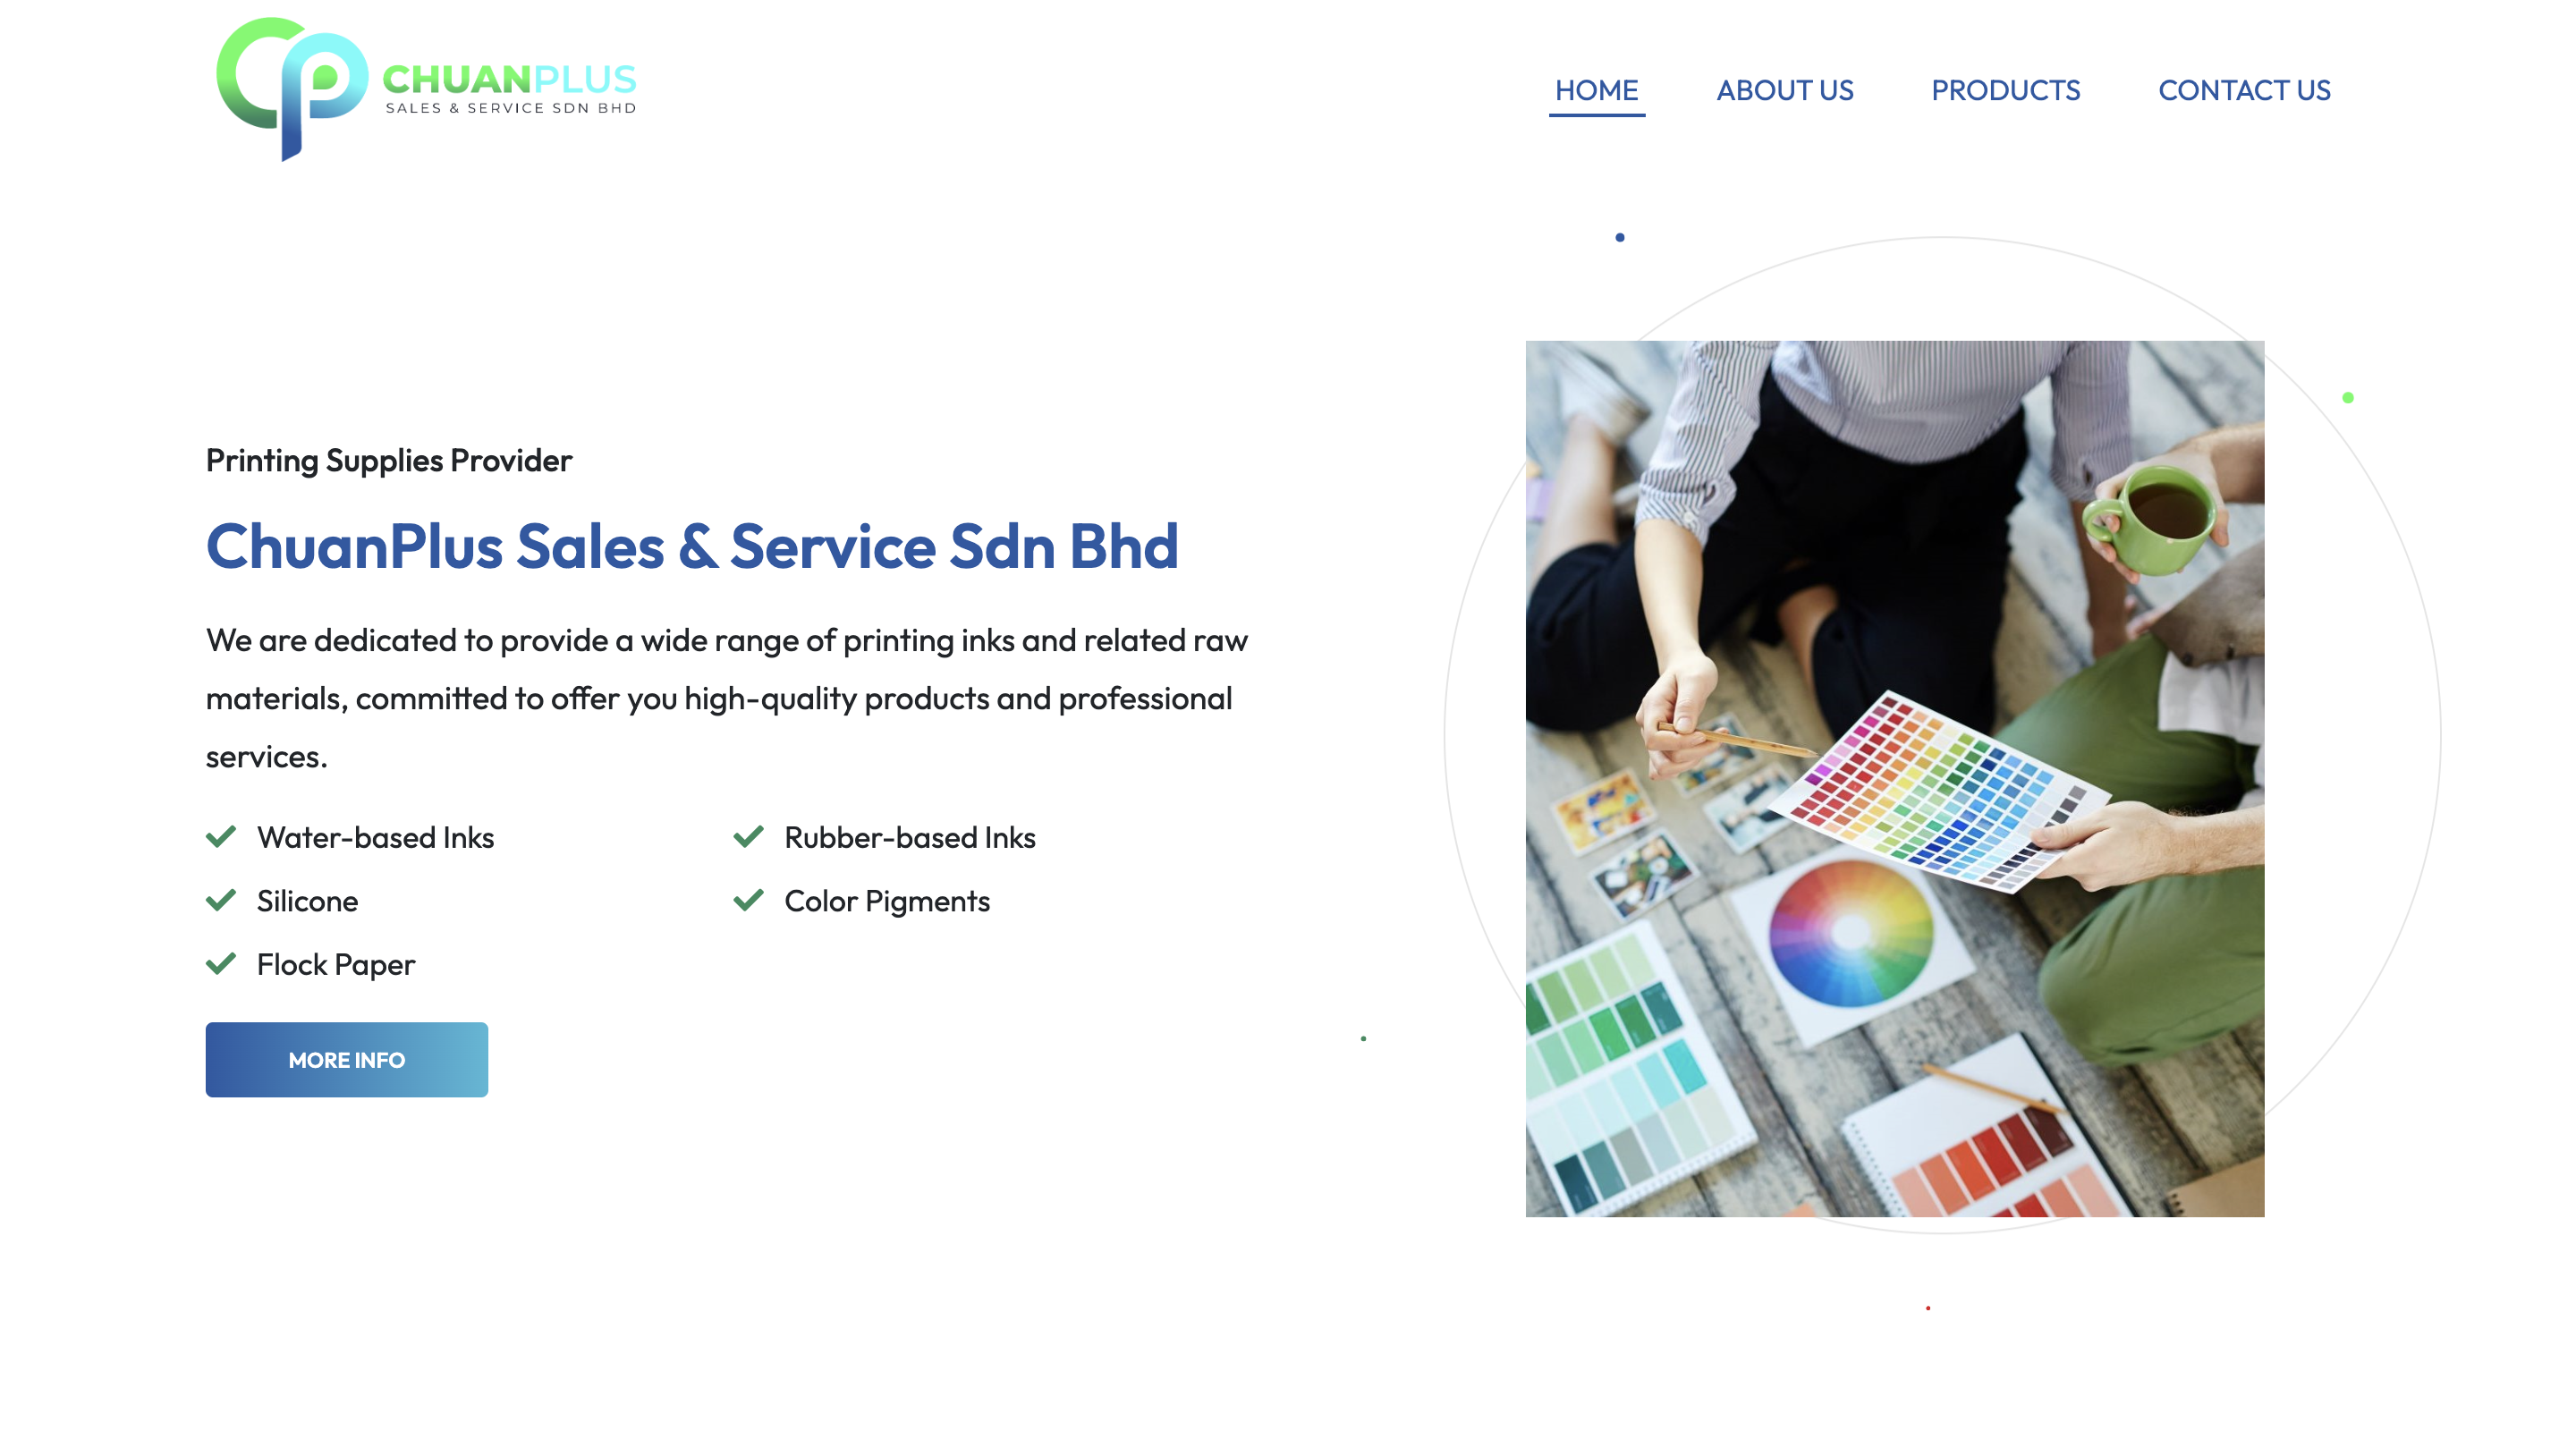 CHUANPLUS
SALES & SERVICE SDN BHD
HOME
ABOUT US
PRODUCTS
CONTACT US
Printing Supplies Provider
ChuanPlus Sales & Service Sdn Bhd
We are dedicated to provide a wide range of printing inks and related raw
materials, committed to offer you high-quality products and professional
services.
Water-based Inks
Rubber-based Inks
Silicone
Color Pigments
Flock Paper
MORE INFO